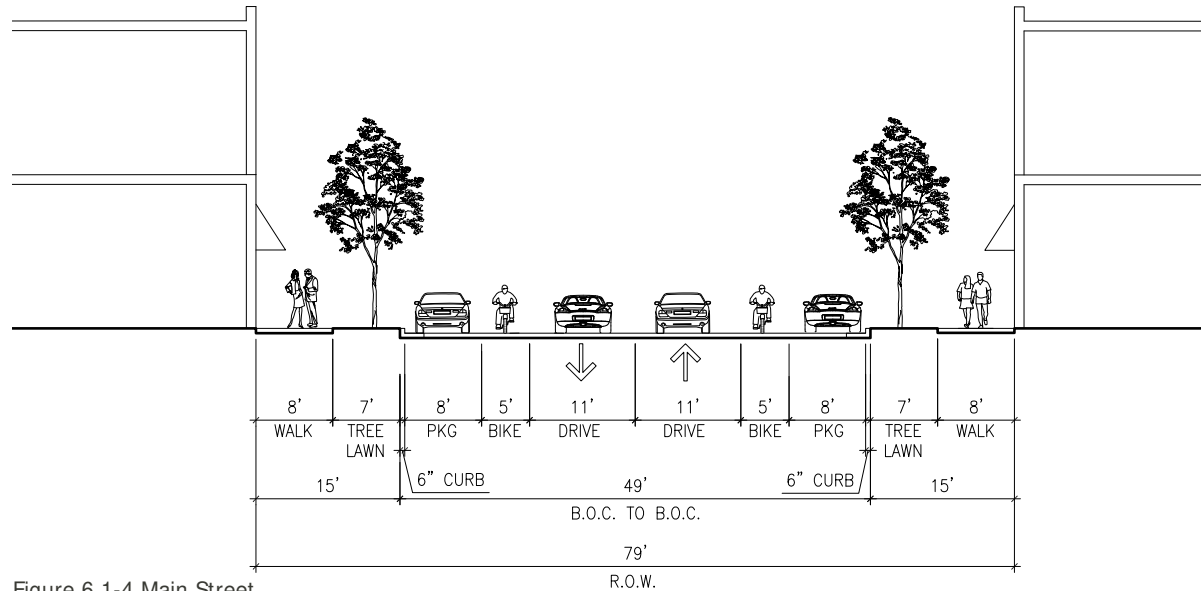 8' 7' 8' 5' 11' 11' 5' 8' 7' 8'
WALK TREE LAWN PKG BIKE DRIVE DRIVE BIKE PKG TREE LAWN WALK
6" CURB 6" CURB
15' 49' 15'
B.O.C. TO B.O.C.
79'
R.O.W.
Figure 6.1-4 Main Street